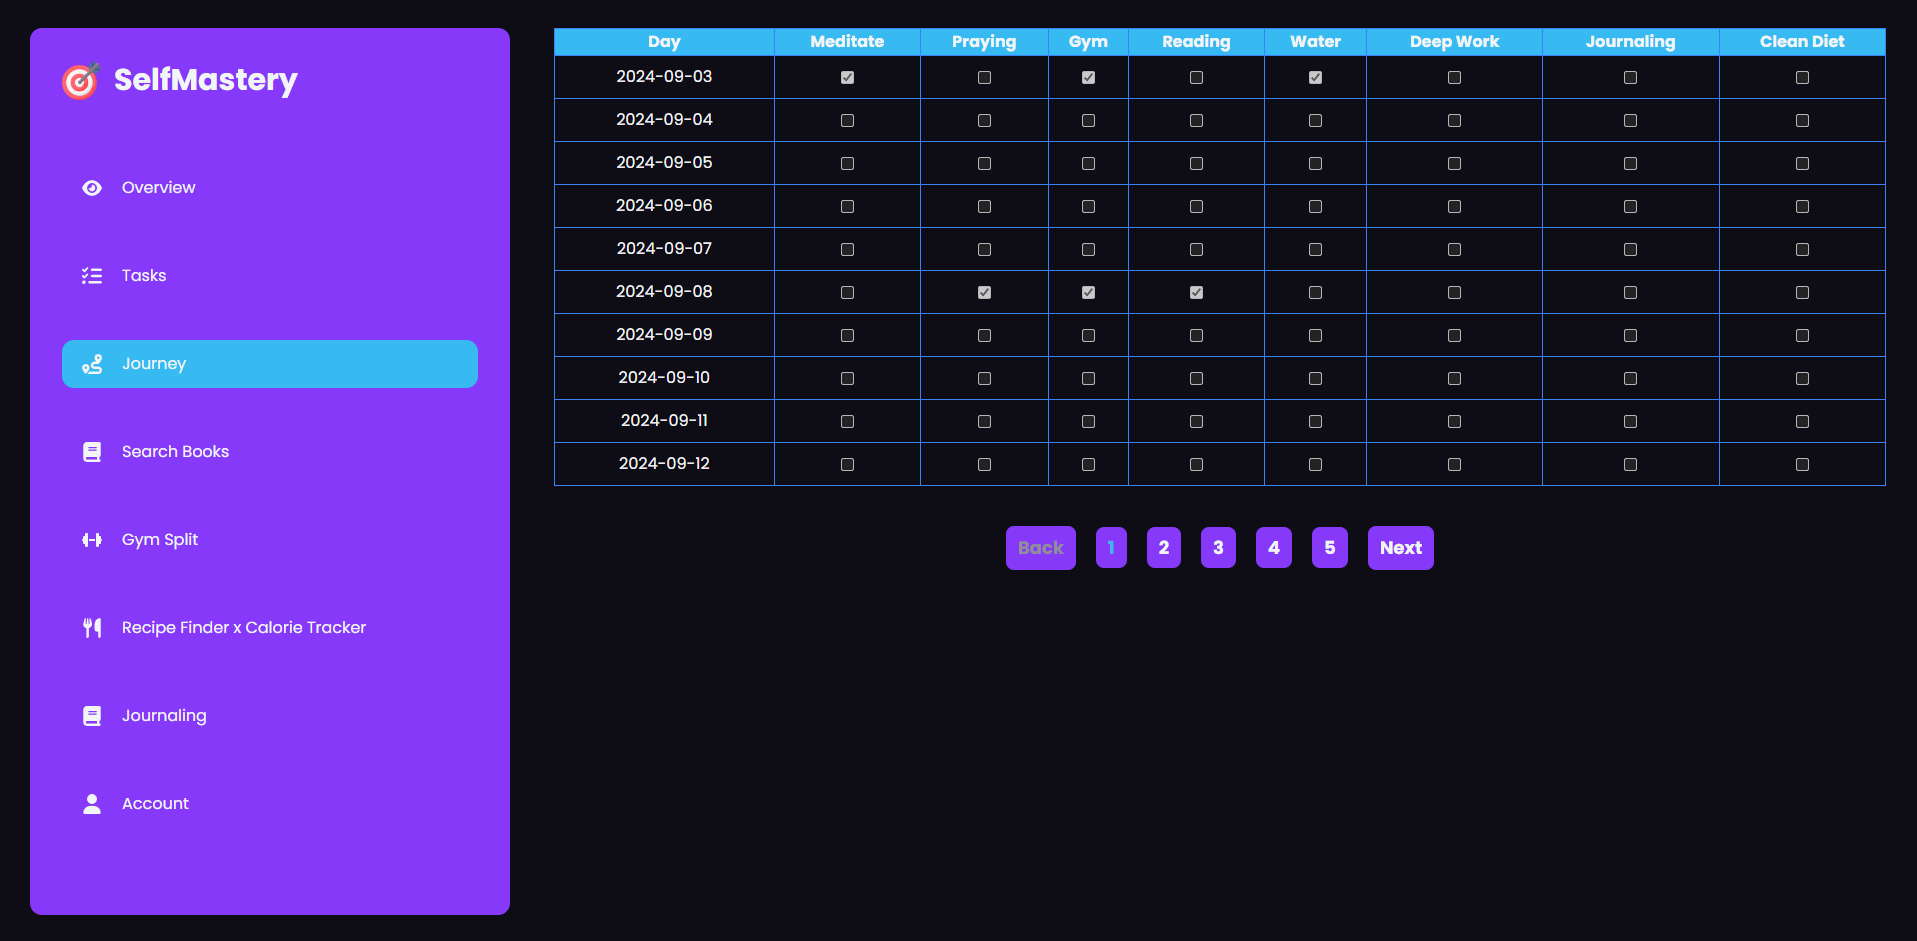 SelfMastery
Overview
Tasks
Journey
Search Books
Gym Split
Recipe Finder x Calorie Tracker
Journaling
Account
Day Meditate Praying Gym Reading Water Deep Work Journaling Clean Diet
2024-09-03
2024-09-04
2024-09-05
2024-09-06
2024-09-07
2024-09-08
2024-09-09
2024-09-10
2024-09-11
2024-09-12
Back 1 2 3 4 5 Next